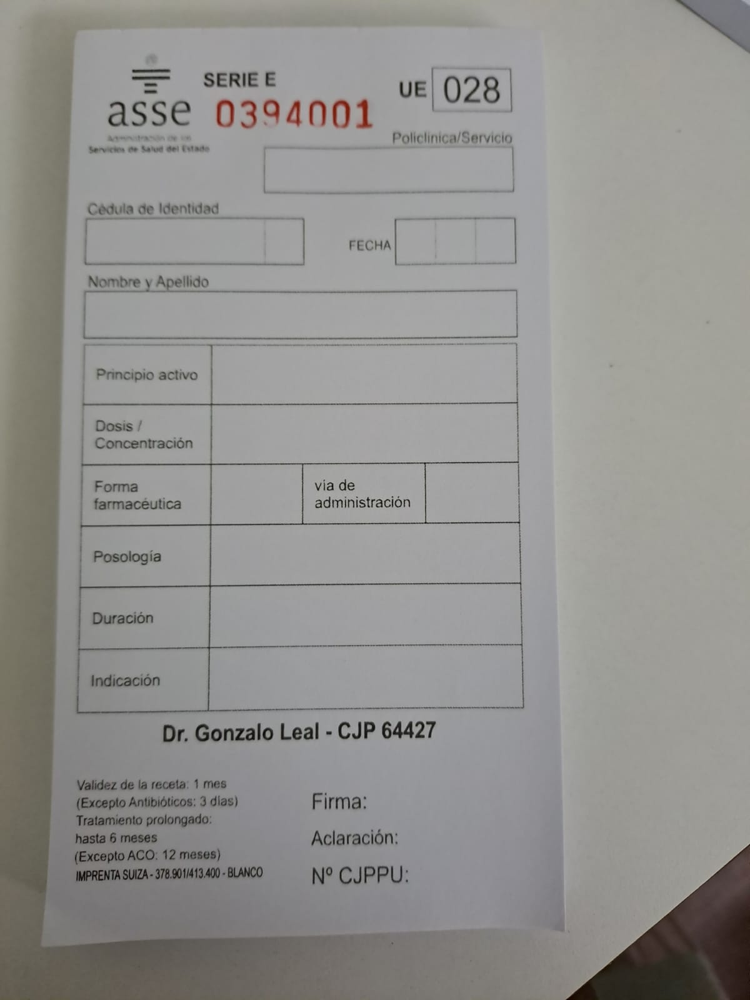 SERIE E
UE 028
asse
0394001
Administración de los
Servicios de Salud del Estado
Policlinica/Servicio
Cédula de Identidad
FECHA
Nombre y Apellido
Principio activo
Dosis /
Concentración
Forma
farmacéutica
via de
administración
Posología
Duración
Indicación
Dr. Gonzalo Leal - CJP 64427
Validez de la receta: 1 mes
(Excepto Antibióticos: 3 días)
Tratamiento prolongado:
hasta 6 meses
(Excepto ACO: 12 meses)
IMPRENTA SUIZA - 378.901/413.400 - BLANCO
Firma:
Aclaración:
Nº CJPPU: